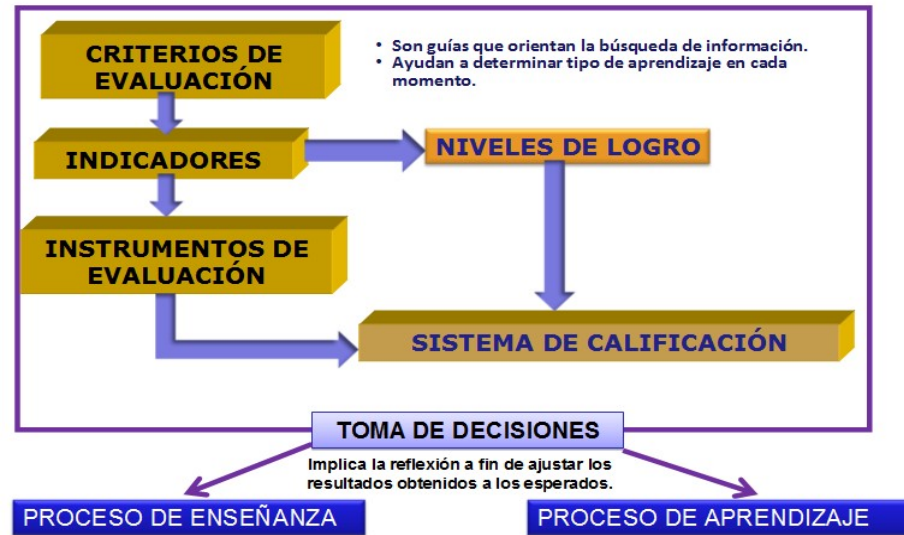 CRITERIOS DE
EVALUACIÓN
• Son guías que orientan la búsqueda de información.
• Ayudan a determinar tipo de aprendizaje en cada
momento.
INDICADORES
NIVELES DE LOGRO
INSTRUMENTOS DE
EVALUACIÓN
SISTEMA DE CALIFICACIÓN
TOMA DE DECISIONES
Implica la reflexión a fin de ajustar los
resultados obtenidos a los esperados.
PROCESO DE ENSEÑANZA
PROCESO DE APRENDIZAJE